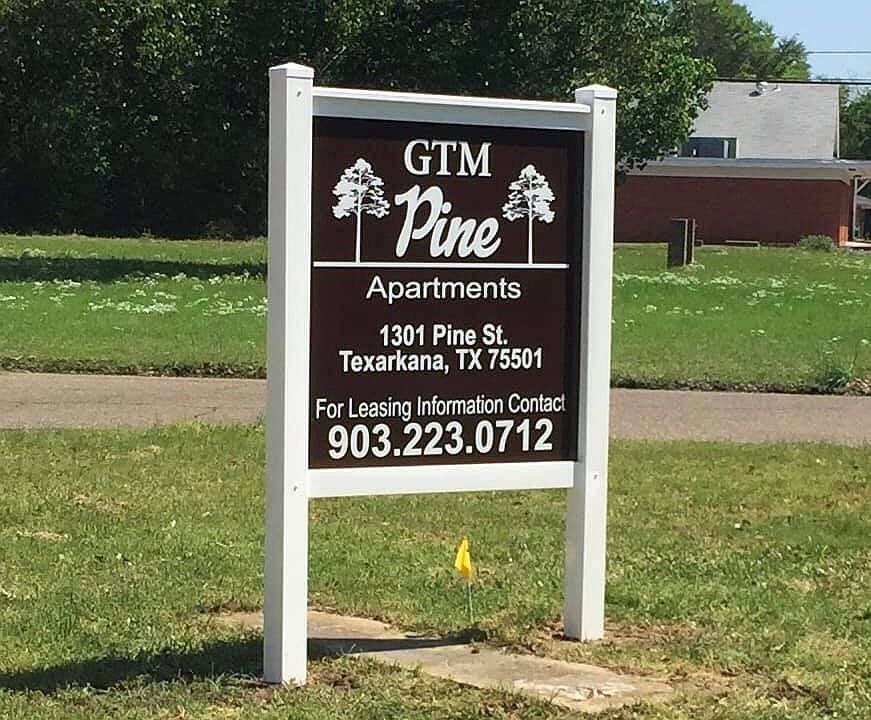 GTM
Pine
Apartments
1301 Pine St.
Texarkana, TX 75501
For Leasing Information Contact
903.223.0712